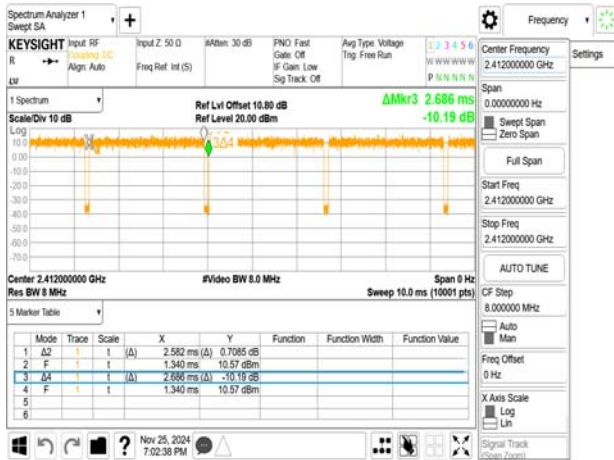 Spectrum Analyzer 1
Swept SA
Frequency
KEYSIGHT
Input: RF
Coupling: DC
Align: Auto
Input Z: 50 Ω
Freq Ref: Int (S)
#Atten: 30 dB
PNO: Fast
Gate: Off
IF Gain: Low
Sig Track: Off
Avg Type: Voltage
Trig: Free Run
1 2 3 4 5 6
W W W W W W
P N N N N N
R
1 Spectrum
Scale/Div 10 dB
Ref Lvl Offset 10.80 dB
Ref Level 20.00 dBm
ΔMkr3 2.686 ms
-10.19 dB
Log
10.0
0.00
-10.0
-20.0
-30.0
-40.0
-50.0
-60.0
-70.0
3Δ4
Center 2.412000000 GHz
#Video BW 8.0 MHz
Span 0 Hz
Res BW 8 MHz
Sweep 10.0 ms (10001 pts)
5 Marker Table
Mode Trace Scale X Y Function Function Width Function Value
1 Δ2 1 t (Δ) 2.582 ms (Δ) 0.7085 dB
2 F 1 t 1.340 ms 10.57 dBm
3 Δ4 1 t (Δ) 2.686 ms (Δ) -10.19 dB
4 F 1 t 1.340 ms 10.57 dBm
5
6
Nov 25, 2024
7:02:38 PM
Center Frequency
2.412000000 GHz
Settings
Span
0.00000000 Hz
Swept Span
Zero Span
Full Span
Start Freq
2.412000000 GHz
Stop Freq
2.412000000 GHz
AUTO TUNE
CF Step
8.000000 MHz
Auto
Man
Freq Offset
0 Hz
X Axis Scale
Log
Lin
Signal Track
(Span Zoom)